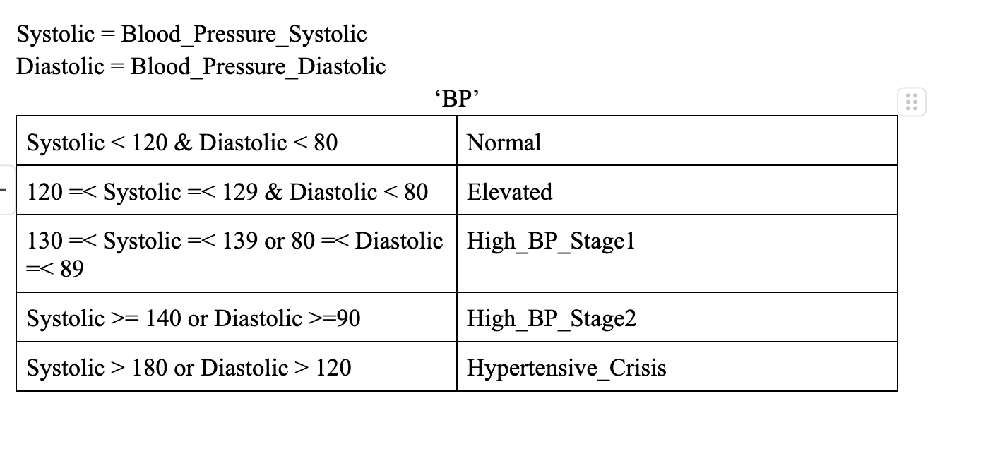 Systolic = Blood_Pressure_Systolic
Diastolic = Blood_Pressure_Diastolic
‘BP’
Systolic < 120 & Diastolic < 80
Normal
120 =< Systolic =< 129 & Diastolic < 80
Elevated
130 =< Systolic =< 139 or 80 =< Diastolic
=< 89
High_BP_Stage1
Systolic >= 140 or Diastolic >=90
High_BP_Stage2
Systolic > 180 or Diastolic > 120
Hypertensive_Crisis